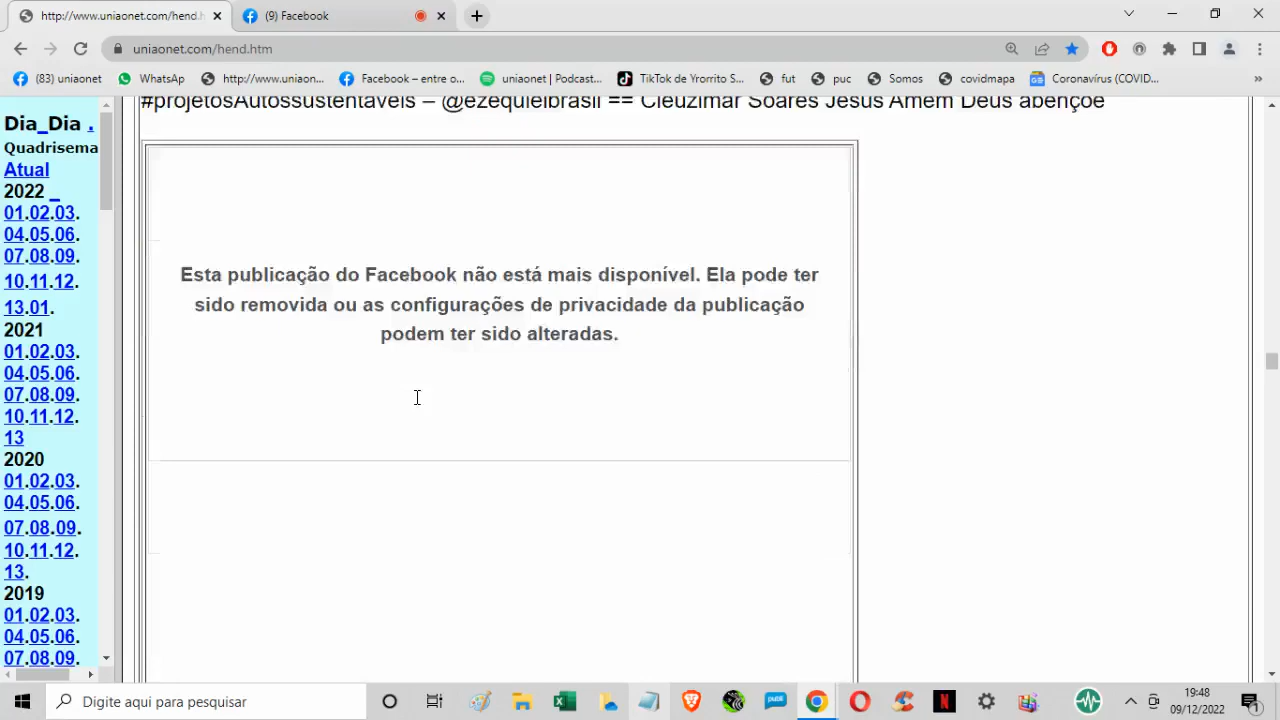 http://www.uniaonet.com/hend.h
(9) Facebook
uniaonet.com/hend.htm
(83) uniaonet
WhatsApp
http://www.uniaon...
Facebook – entre o...
uniaonet | Podcast...
TikTok de Yorrito S...
fut
puc
Somos
covidmapa
Coronavírus (COVID...
»
#projetosAutossustentáveis – @ezequielbrasil == Cleuzimar Soares Jesus Amém Deus abençoe
Dia_Dia .
Quadrisema
Atual
2022 _
01.02.03.
04.05.06.
07.08.09.
10.11.12.
13.01.
2021
01.02.03.
04.05.06.
07.08.09.
10.11.12.
13
2020
01.02.03.
04.05.06.
07.08.09.
10.11.12.
13.
2019
01.02.03.
04.05.06.
07.08.09.
Esta publicação do Facebook não está mais disponível. Ela pode ter
sido removida ou as configurações de privacidade da publicação
podem ter sido alteradas.
Digite aqui para pesquisar
publi
N
19:48
09/12/2022
1